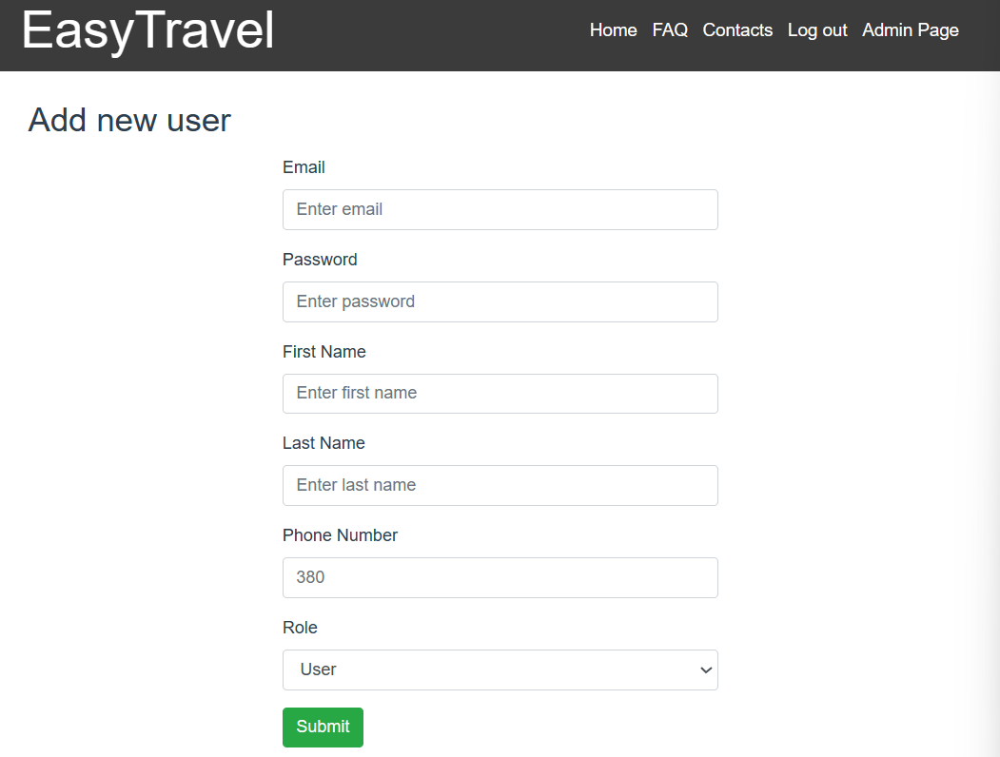 EasyTravel
Home FAQ Contacts Log out Admin Page
Add new user
Email
Enter email
Password
Enter password
First Name
Enter first name
Last Name
Enter last name
Phone Number
380
Role
User
Submit